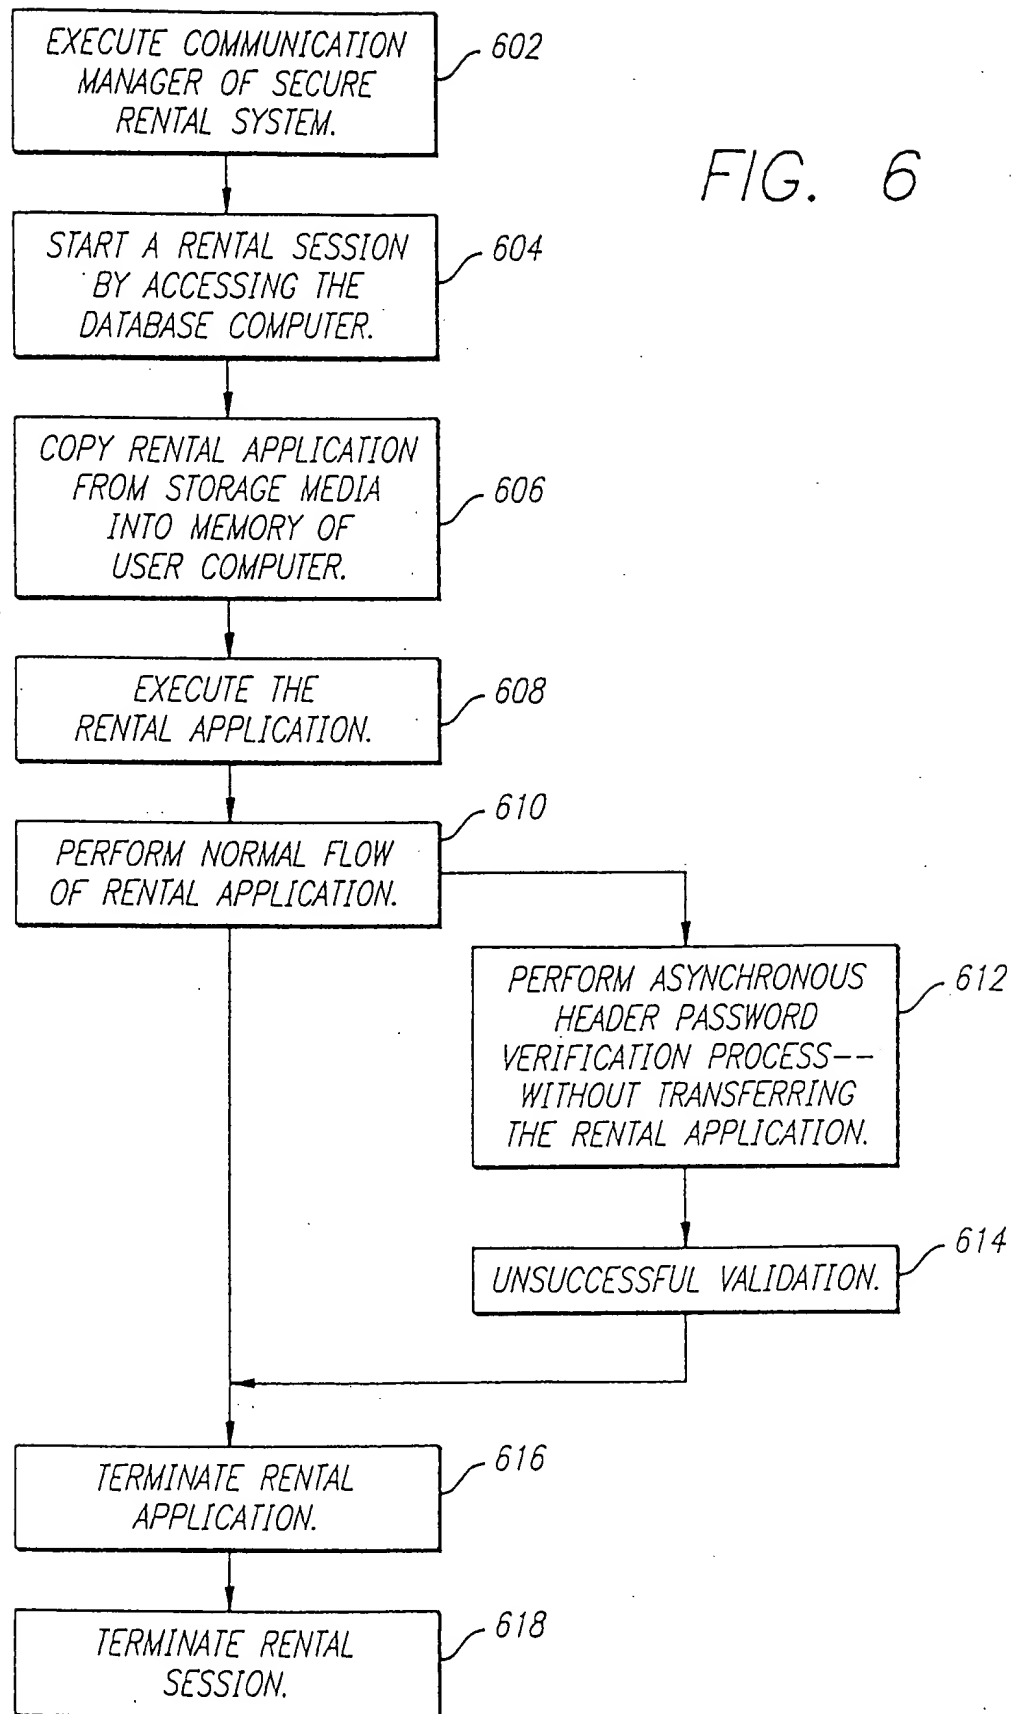 EXECUTE COMMUNICATION
MANAGER OF SECURE
RENTAL SYSTEM.
602
FIG. 6
START A RENTAL SESSION
BY ACCESSING THE
DATABASE COMPUTER.
604
COPY RENTAL APPLICATION
FROM STORAGE MEDIA
INTO MEMORY OF
USER COMPUTER.
606
EXECUTE THE
RENTAL APPLICATION.
608
PERFORM NORMAL FLOW
OF RENTAL APPLICATION.
610
PERFORM ASYNCHRONOUS
HEADER PASSWORD
VERIFICATION PROCESS--
WITHOUT TRANSFERRING
THE RENTAL APPLICATION.
612
UNSUCCESSFUL VALIDATION.
614
TERMINATE RENTAL
APPLICATION.
616
TERMINATE RENTAL
SESSION.
618